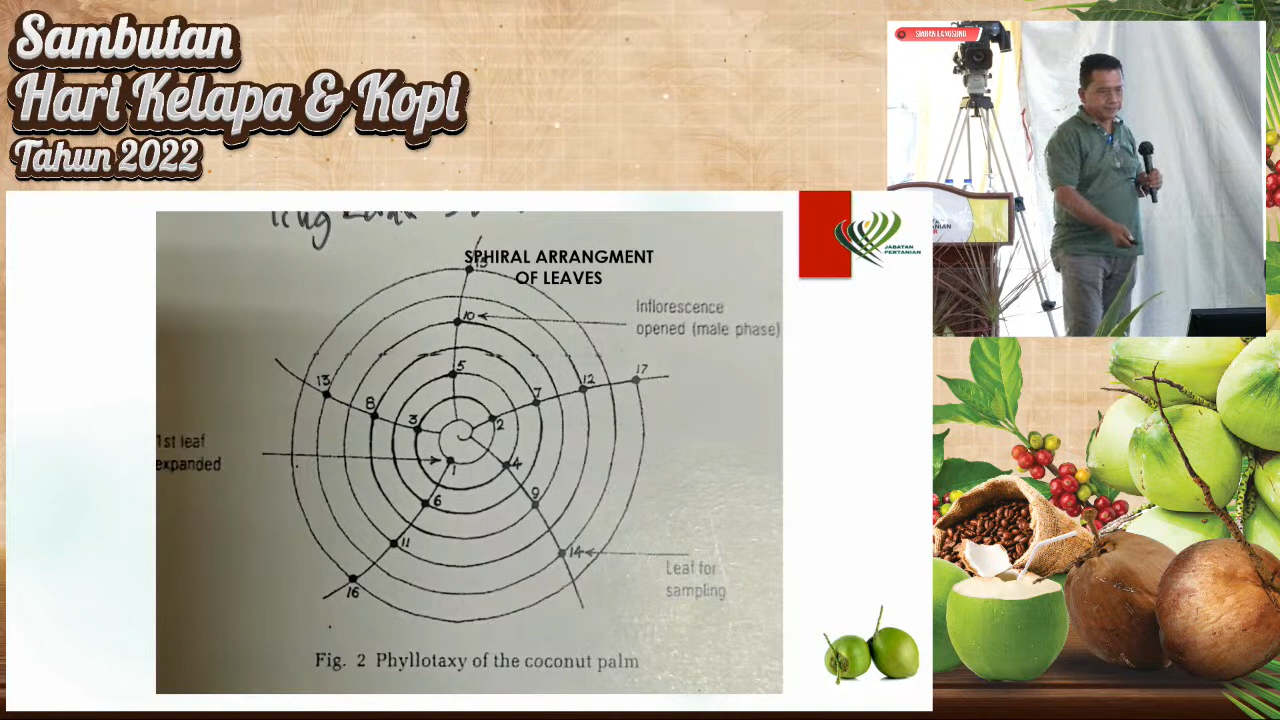 Sambutan
Hari Kelapa & Kopi
Tahun 2022
SIARAN LANGSUNG
JABATAN
PERTANIAN
SPHIRAL ARRANGMENT
OF LEAVES
15
Inflorescence
opened (male phase)
10
5
17
12
13
7
8
3
2
1st leaf
expanded
1
4
6
9
11
14
16
Leaf for
sampling
Fig. 2 Phyllotaxy of the coconut palm